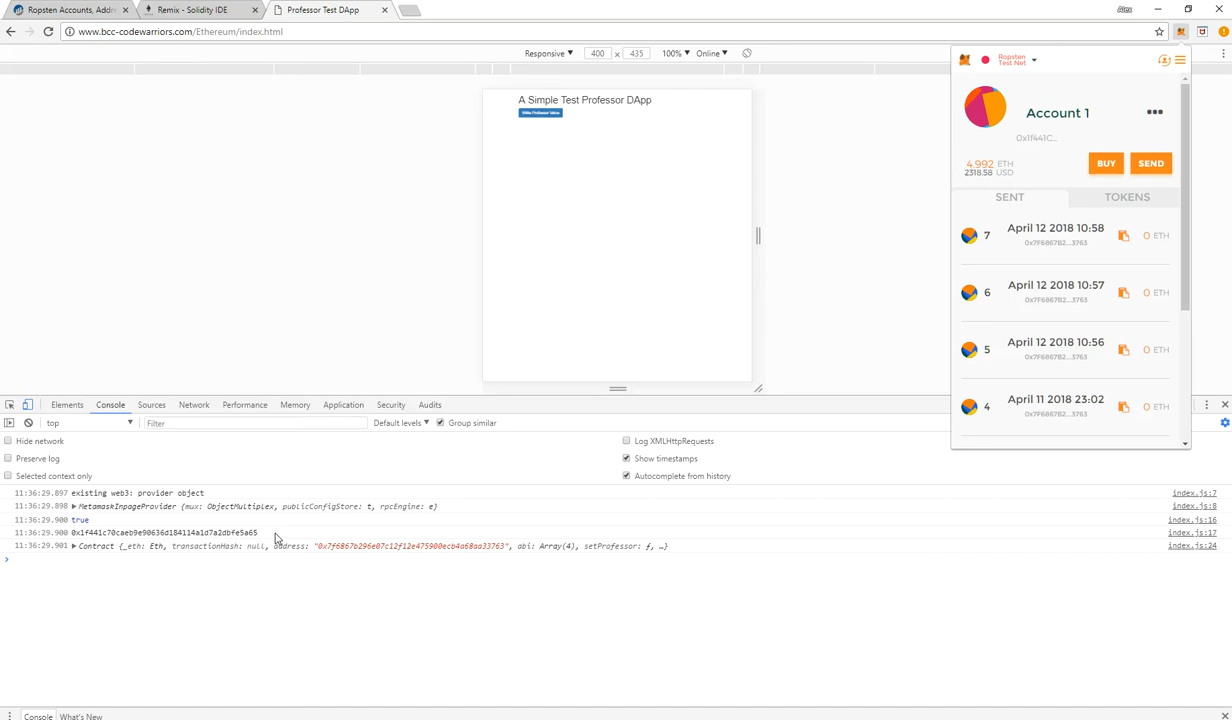 Ropsten Accounts, Addre
Remix - Solidity IDE
Professor Test DApp
Alex
www.bcc-codewarriors.com/Ethereum/index.html
Responsive
400
x
435
100%
Online
A Simple Test Professor DApp
Write Professor Value
Ropsten
Test Net
Account 1
0x1f441C...
4.992 ETH
2318.58 USD
BUY
SEND
SENT
TOKENS
7
April 12 2018 10:58
0x7F6867B2...3763
0 ETH
6
April 12 2018 10:57
0x7F6867B2...3763
0 ETH
5
April 12 2018 10:56
0x7F6867B2...3763
0 ETH
4
April 11 2018 23:02
0x7F6867B2...3763
0 ETH
Elements Console Sources Network Performance Memory Application Security Audits
top
Filter
Default levels
Group similar
Hide network
Log XMLHttpRequests
Preserve log
Show timestamps
Selected context only
Autocomplete from history
11:36:29.897 existing web3: provider object index.js:7
11:36:29.898 MetamaskInpageProvider {mux: ObjectMultiplex, publicConfigStore: t, rpcEngine: e} index.js:8
11:36:29.900 true index.js:16
11:36:29.900 0x1f441c70caeb9e90636d184114a1d7a2dbfe5a65 index.js:17
11:36:29.901 Contract {_eth: Eth, transactionHash: null, address: "0x7f6867b296e07c12f12e475900ecb4a68aa33763", abi: Array(4), setProfessor: ƒ, …} index.js:24
Console
What's New